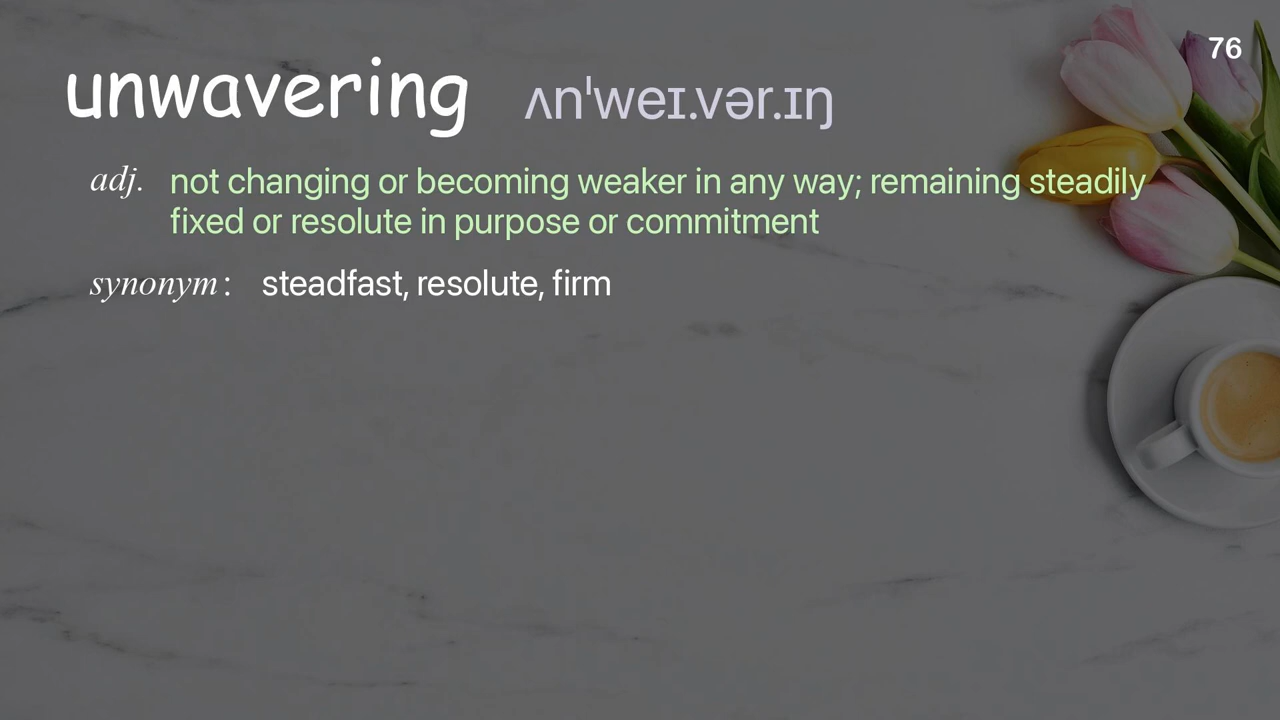 76
unwavering ʌnˈweɪ.vər.ɪŋ
adj. not changing or becoming weaker in any way; remaining steadily
fixed or resolute in purpose or commitment
synonym: steadfast, resolute, firm